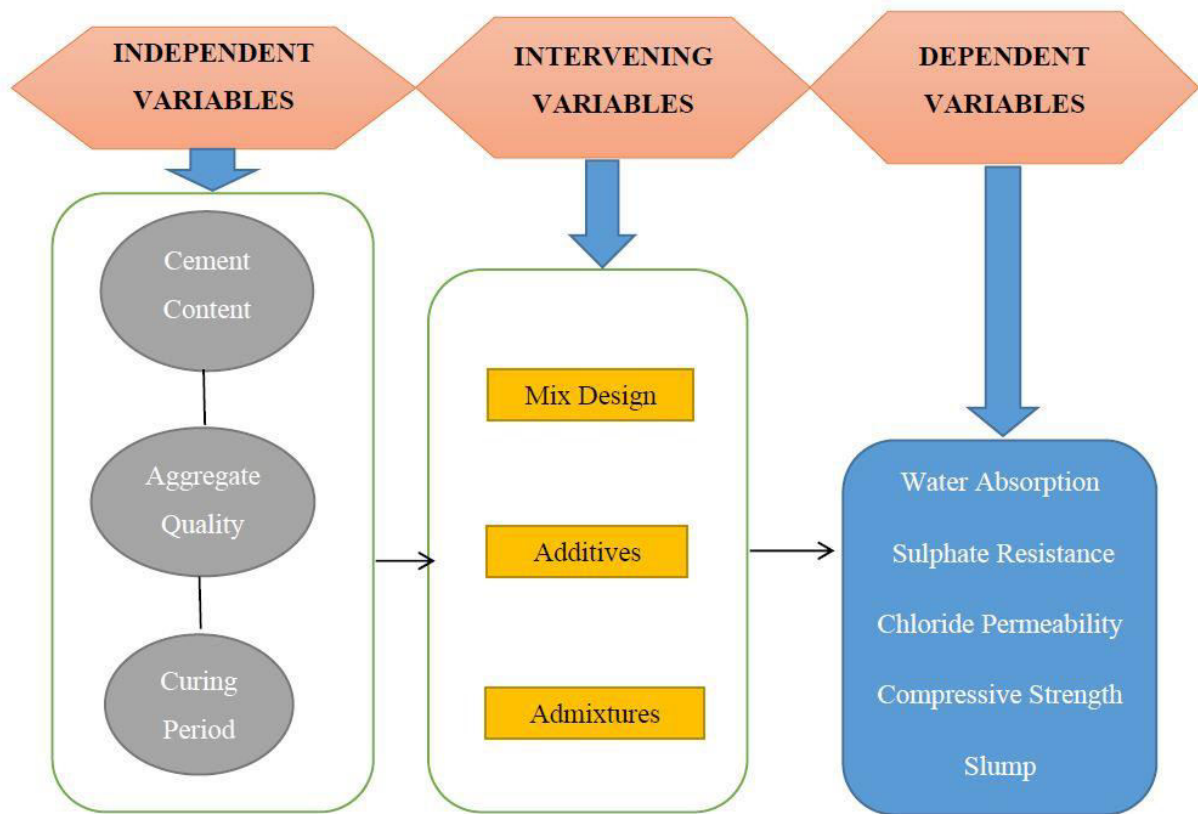 INDEPENDENT
VARIABLES
INTERVENING
VARIABLES
DEPENDENT
VARIABLES
Cement
Content
Aggregate
Quality
Curing
Period
Mix Design
Additives
Admixtures
Water Absorption
Sulphate Resistance
Chloride Permeability
Compressive Strength
Slump